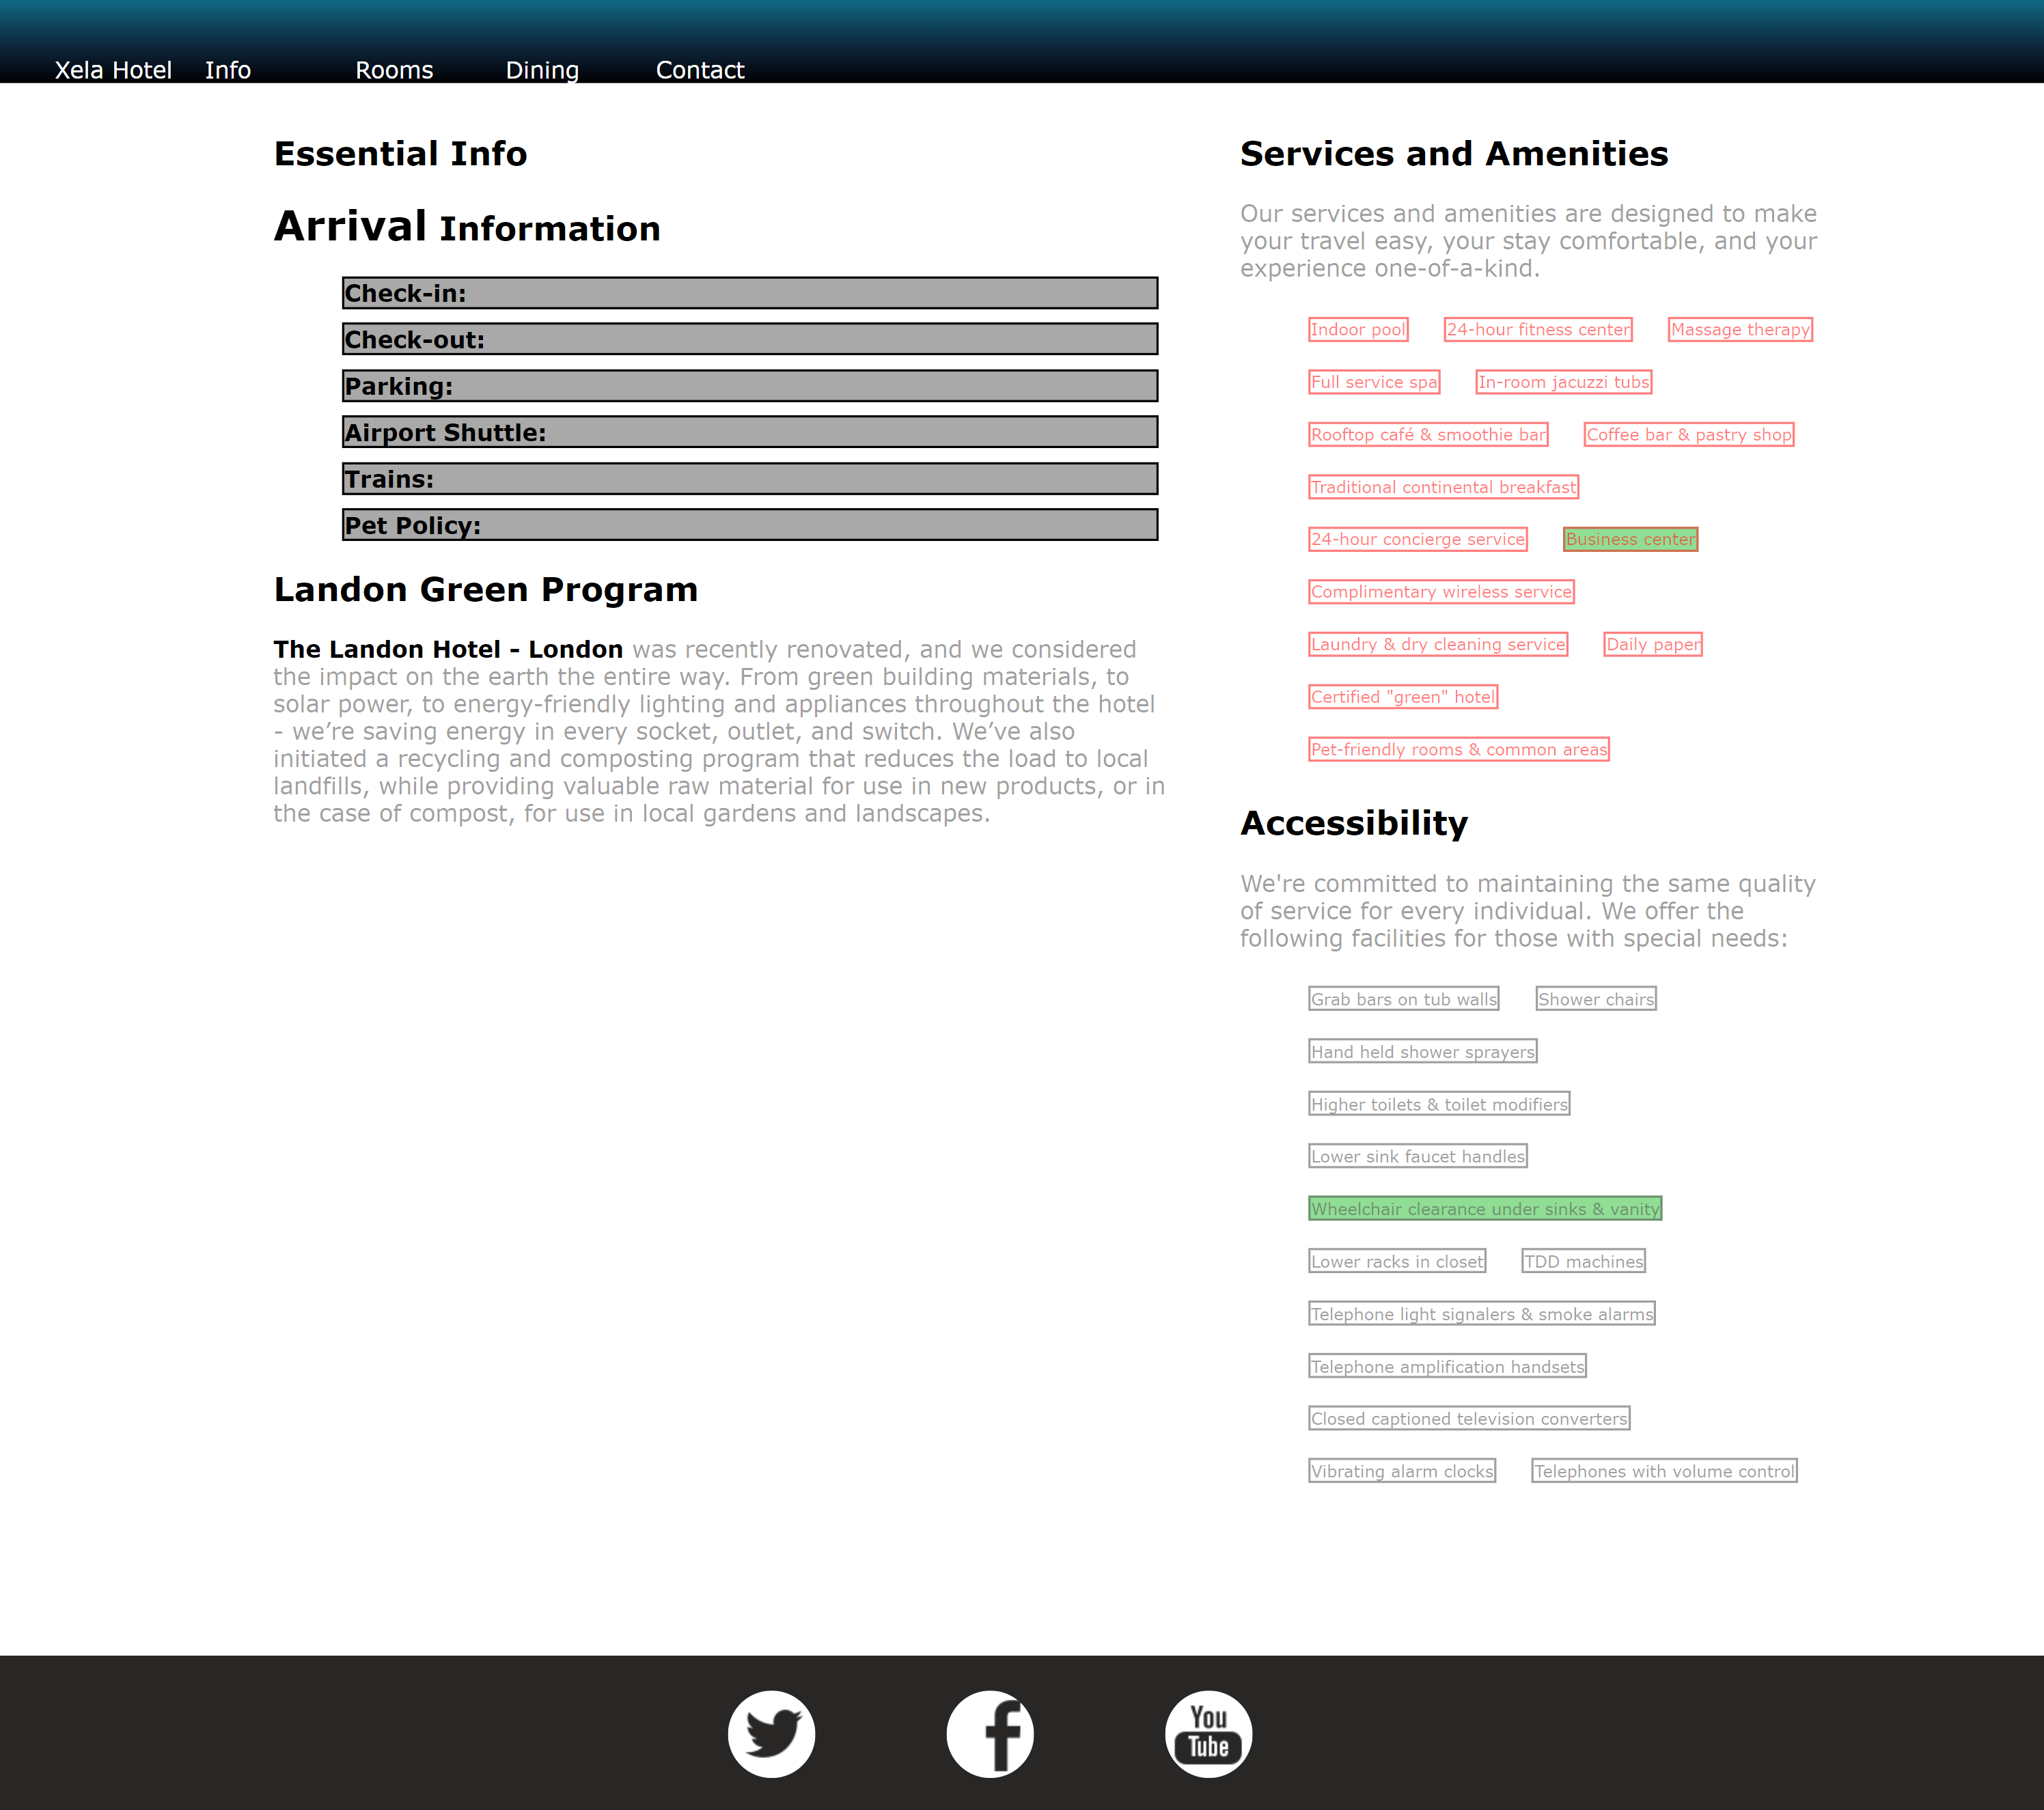 Xela Hotel Info Rooms Dining Contact
Essential Info
Arrival Information
Check-in:
Check-out:
Parking:
Airport Shuttle:
Trains:
Pet Policy:
Landon Green Program
The Landon Hotel - London was recently renovated, and we considered
the impact on the earth the entire way. From green building materials, to
solar power, to energy-friendly lighting and appliances throughout the hotel
- we’re saving energy in every socket, outlet, and switch. We’ve also
initiated a recycling and composting program that reduces the load to local
landfills, while providing valuable raw material for use in new products, or in
the case of compost, for use in local gardens and landscapes.
Services and Amenities
Our services and amenities are designed to make
your travel easy, your stay comfortable, and your
experience one-of-a-kind.
Indoor pool 24-hour fitness center Massage therapy
Full service spa In-room jacuzzi tubs
Rooftop café & smoothie bar Coffee bar & pastry shop
Traditional continental breakfast
24-hour concierge service Business center
Complimentary wireless service
Laundry & dry cleaning service Daily paper
Certified "green" hotel
Pet-friendly rooms & common areas
Accessibility
We're committed to maintaining the same quality
of service for every individual. We offer the
following facilities for those with special needs:
Grab bars on tub walls Shower chairs
Hand held shower sprayers
Higher toilets & toilet modifiers
Lower sink faucet handles
Wheelchair clearance under sinks & vanity
Lower racks in closet TDD machines
Telephone light signalers & smoke alarms
Telephone amplification handsets
Closed captioned television converters
Vibrating alarm clocks Telephones with volume control
f
You
Tube